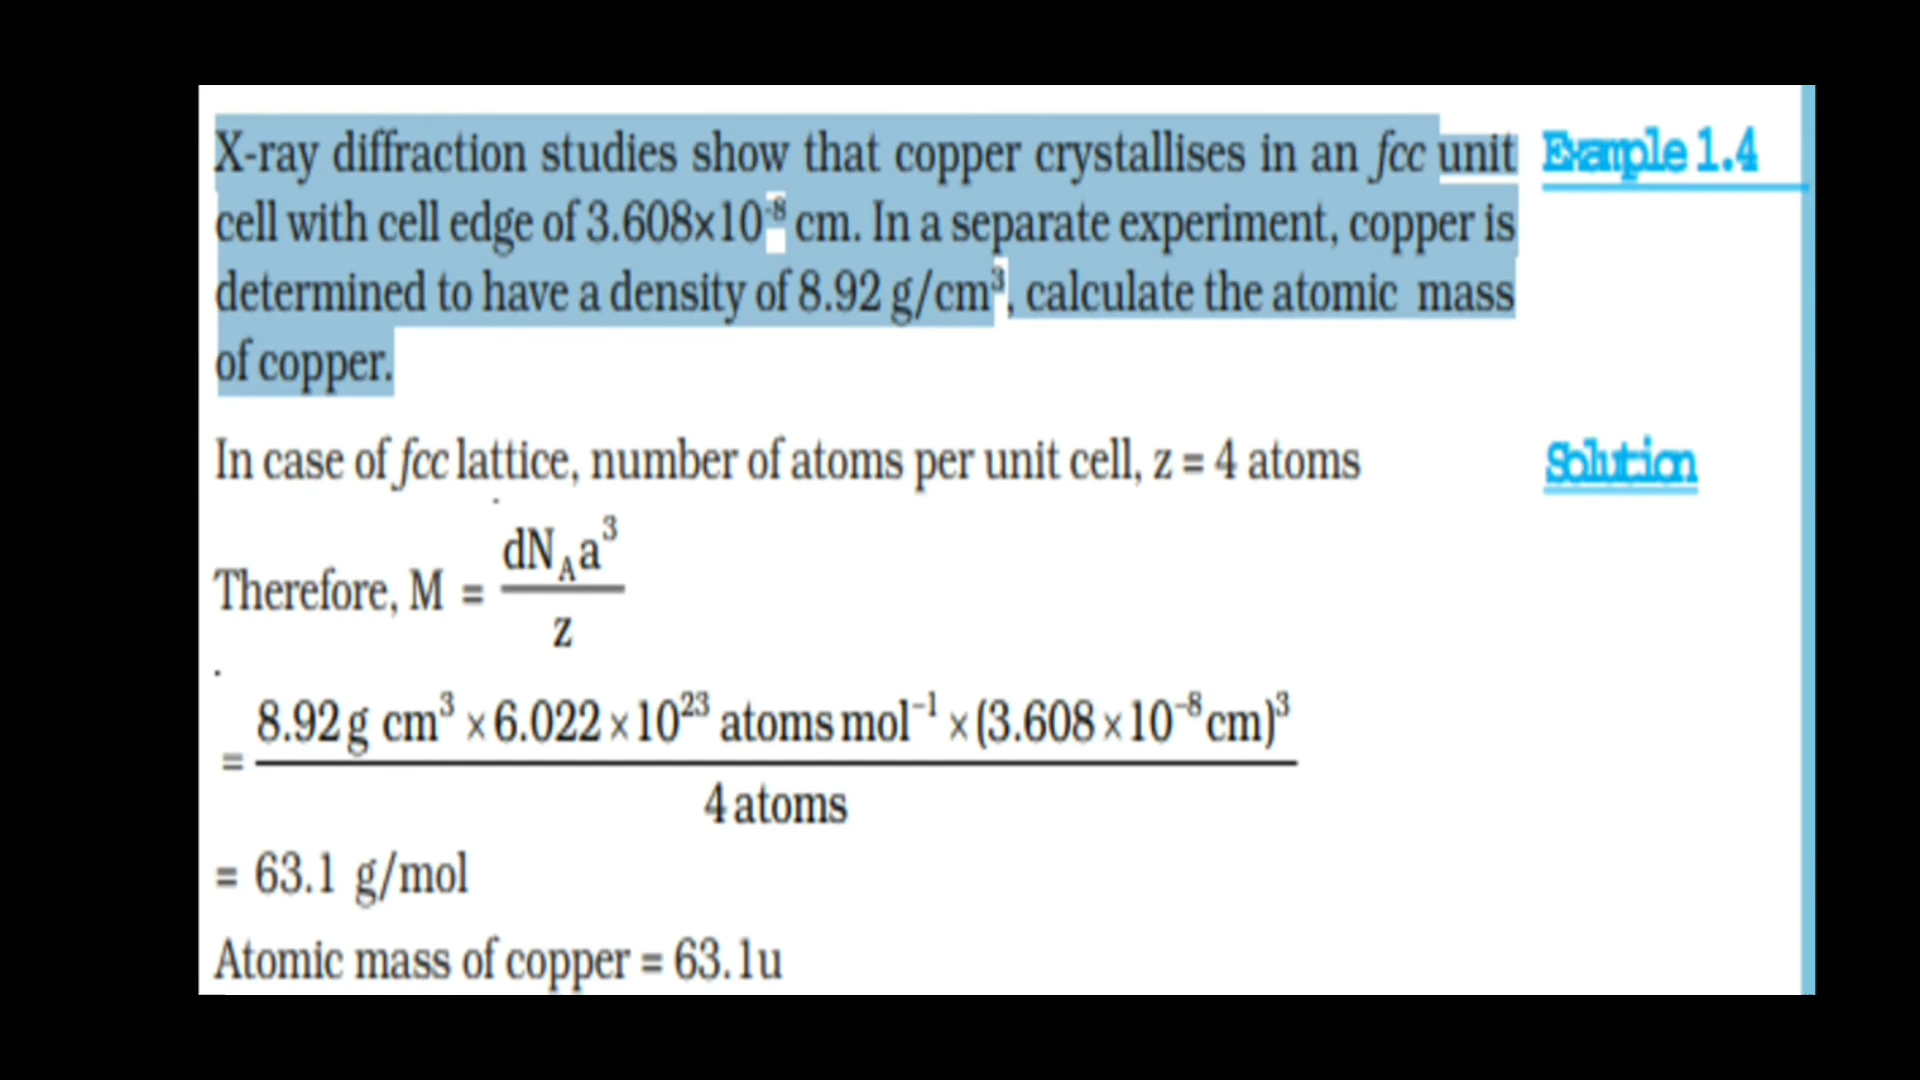 X-ray diffraction studies show that copper crystallises in an fcc unit
cell with cell edge of 3.608×10⁻⁸ cm. In a separate experiment, copper is
determined to have a density of 8.92 g/cm³, calculate the atomic mass
of copper.
Example 1.4
In case of fcc lattice, number of atoms per unit cell, z = 4 atoms
Solution
Therefore, M = dN_A a³ / z
= 8.92 g cm³ × 6.022 × 10²³ atoms mol⁻¹ × (3.608 × 10⁻⁸ cm)³ / 4 atoms
= 63.1 g/mol
Atomic mass of copper = 63.1u